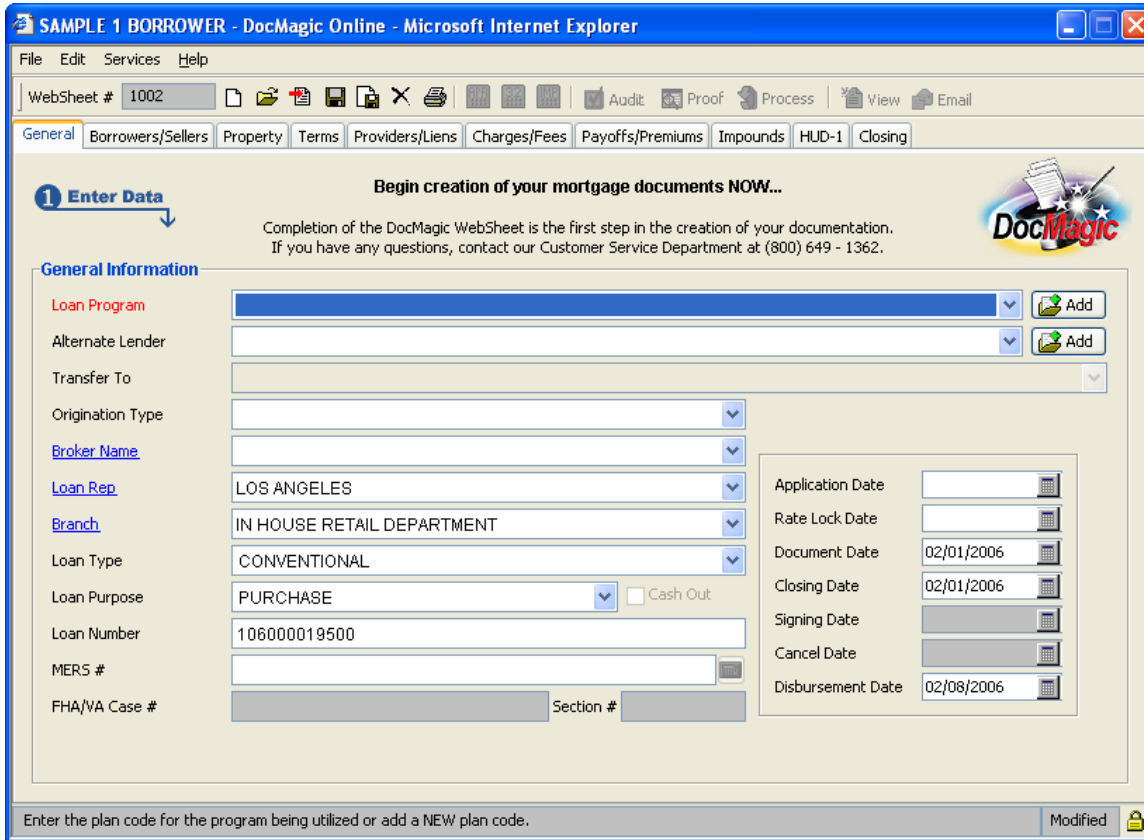 SAMPLE 1 BORROWER - DocMagic Online - Microsoft Internet Explorer
File Edit Services Help
WebSheet # 1002 Audit Proof Process View Email
General Borrowers/Sellers Property Terms Providers/Liens Charges/Fees Payoffs/Premiums Impounds HUD-1 Closing
1 Enter Data
Begin creation of your mortgage documents NOW...
Completion of the DocMagic WebSheet is the first step in the creation of your documentation.
If you have any questions, contact our Customer Service Department at (800) 649 - 1362.
DocMagic
General Information
Loan Program Add
Alternate Lender Add
Transfer To
Origination Type
Broker Name
Loan Rep LOS ANGELES
Branch IN HOUSE RETAIL DEPARTMENT
Loan Type CONVENTIONAL
Loan Purpose PURCHASE Cash Out
Loan Number 106000019500
MERS #
FHA/VA Case # Section #
Application Date
Rate Lock Date
Document Date 02/01/2006
Closing Date 02/01/2006
Signing Date
Cancel Date
Disbursement Date 02/08/2006
Enter the plan code for the program being utilized or add a NEW plan code. Modified